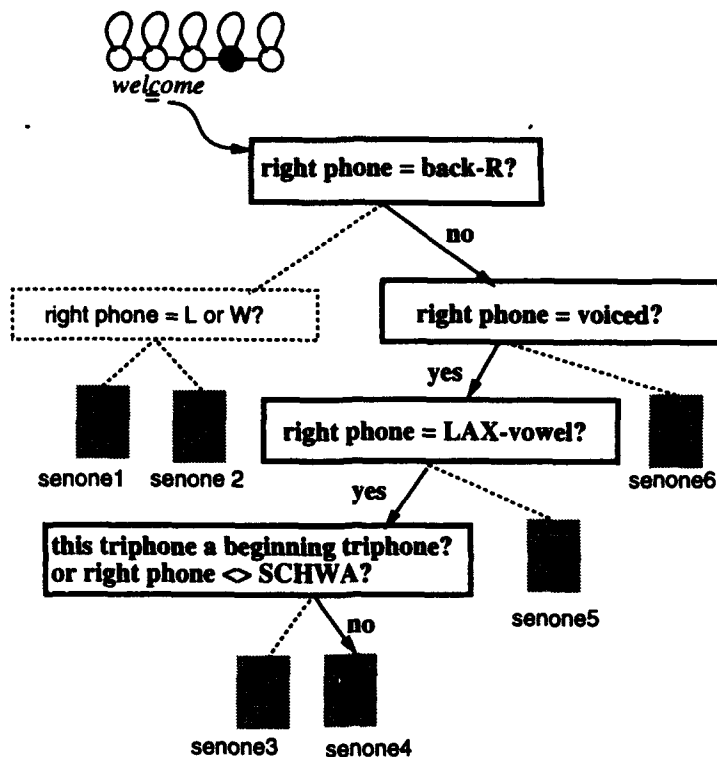 welcome
right phone = back-R?
no
right phone = L or W?
right phone = voiced?
yes
right phone = LAX-vowel?
senone1
senone 2
senone6
yes
this triphone a beginning triphone?
or right phone <> SCHWA?
senone5
no
senone3
senone4